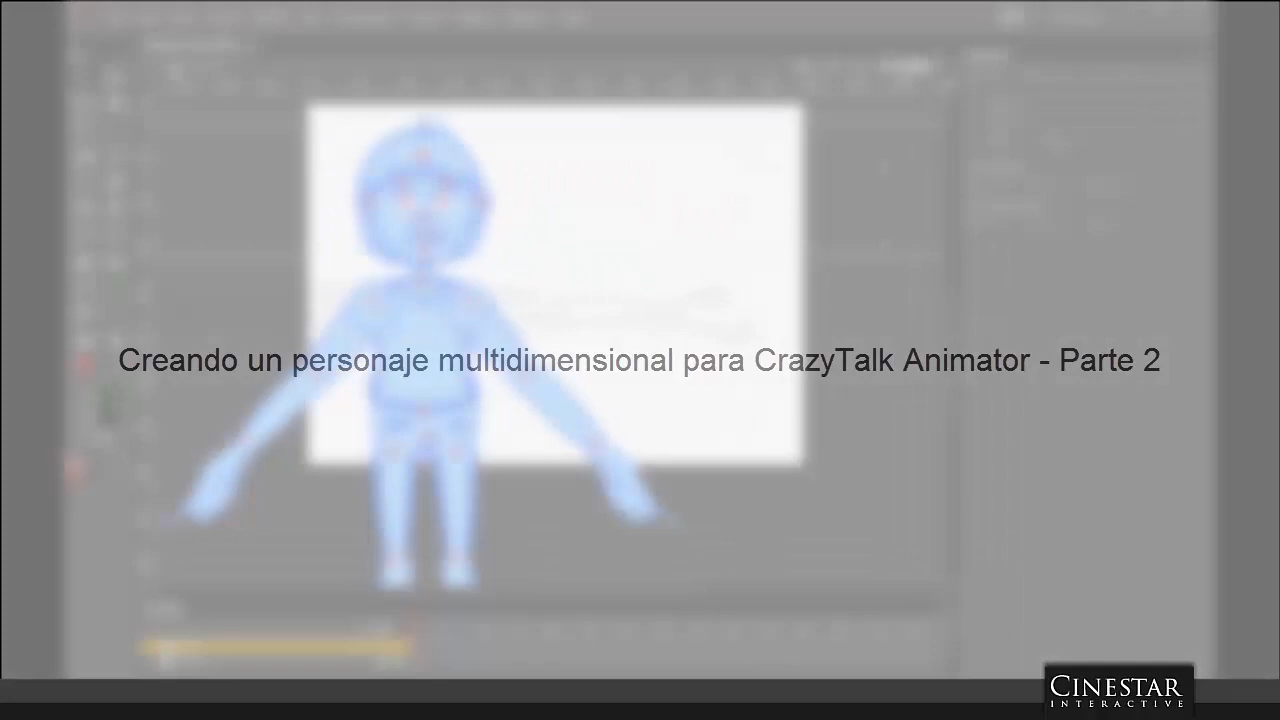 Creando un personaje multidimensional para CrazyTalk Animator - Parte 2
CINESTAR
INTERACTIVE